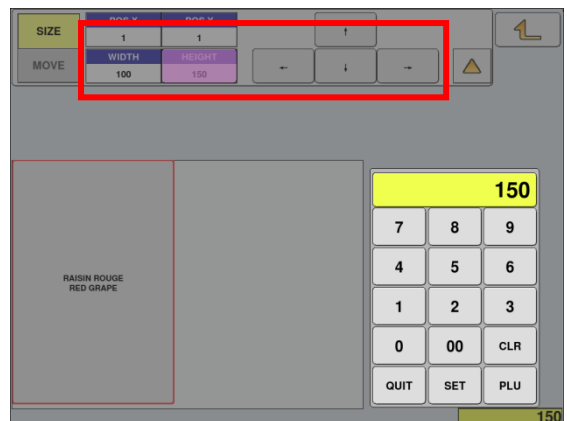 SIZE
POS X POS Y
1 1 ↑
MOVE
WIDTH HEIGHT
100 150 ← ↓ →
150
7 8 9
4 5 6
RAISIN ROUGE
RED GRAPE
1 2 3
0 00 CLR
QUIT SET PLU
150